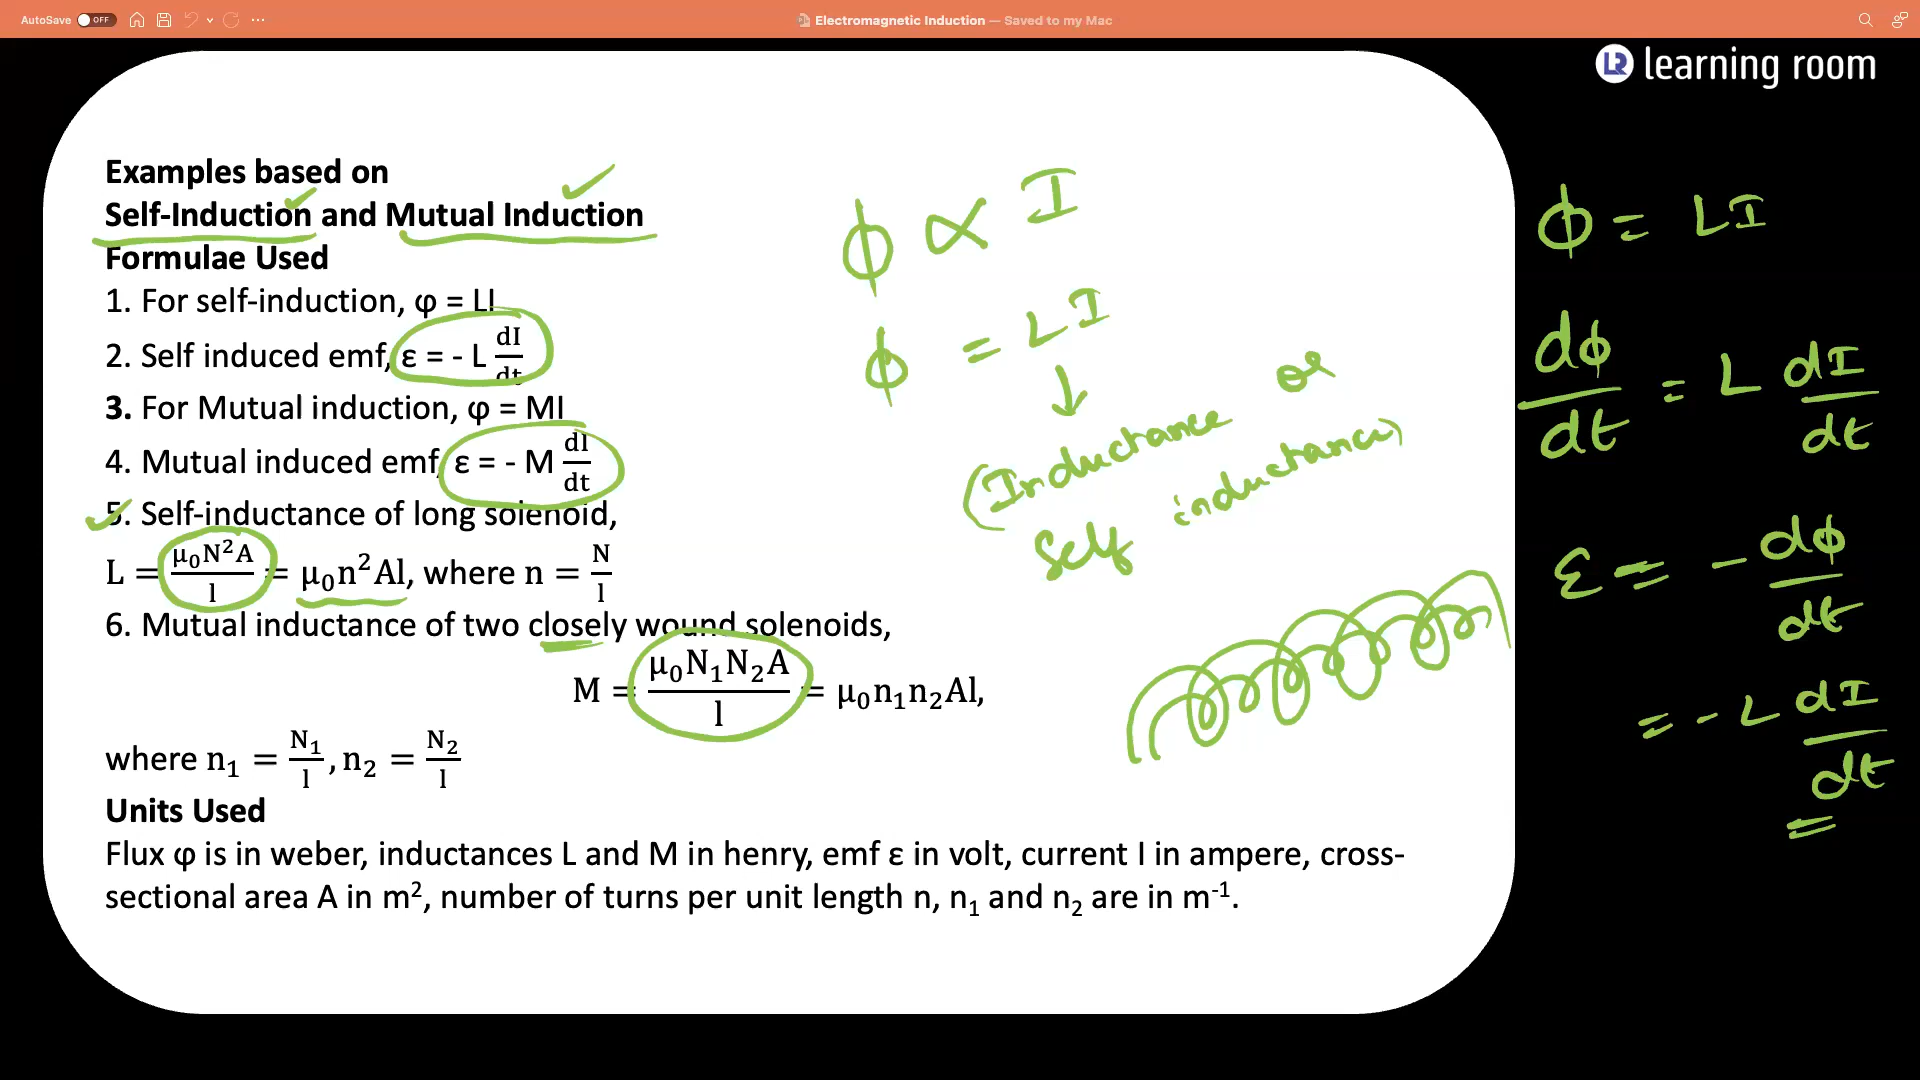 AutoSave OFF
Electromagnetic Induction — Saved to my Mac
LR learning room
Examples based on
Self-Induction and Mutual Induction
Formulae Used
1. For self-induction, φ = LI
2. Self induced emf, ε = - L dI/dt
3. For Mutual induction, φ = MI
4. Mutual induced emf, ε = - M dI/dt
5. Self-inductance of long solenoid,
L = μ₀N²A/l = μ₀n²Al, where n = N/l
6. Mutual inductance of two closely wound solenoids,
M = μ₀N₁N₂A/l = μ₀n₁n₂Al,
where n₁ = N₁/l, n₂ = N₂/l
Units Used
Flux φ is in weber, inductances L and M in henry, emf ε in volt, current I in ampere, cross-
sectional area A in m², number of turns per unit length n, n₁ and n₂ are in m⁻¹.
ϕ ∝ I
ϕ = LI
(Inductance or
Self inductance)
ϕ = LI
dϕ/dt = L dI/dt
ε = - dϕ/dt
= - L dI/dt